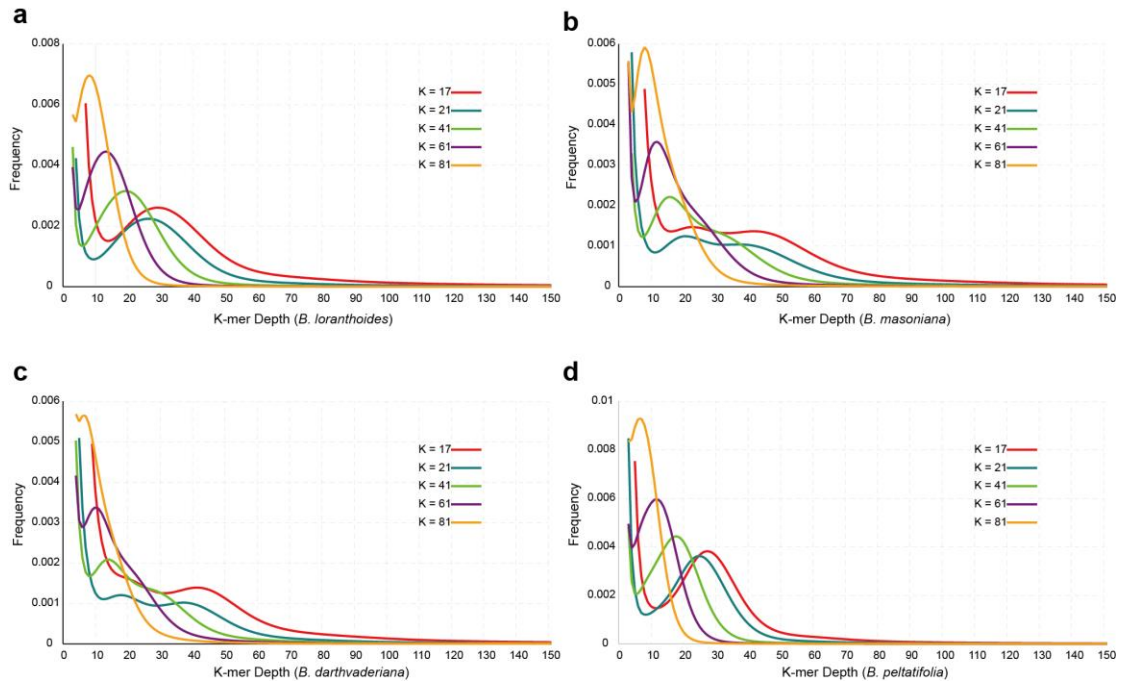 a
0.008
0.006
0.004
0.002
0
Frequency
K = 17
K = 21
K = 41
K = 61
K = 81
0 10 20 30 40 50 60 70 80 90 100 110 120 130 140 150
K-mer Depth (B. loranthoides)
b
0.006
0.005
0.004
0.003
0.002
0.001
0
Frequency
K = 17
K = 21
K = 41
K = 61
K = 81
0 10 20 30 40 50 60 70 80 90 100 110 120 130 140 150
K-mer Depth (B. masoniana)
c
0.006
0.005
0.004
0.003
0.002
0.001
0
Frequency
K = 17
K = 21
K = 41
K = 61
K = 81
0 10 20 30 40 50 60 70 80 90 100 110 120 130 140 150
K-mer Depth (B. darthvaderiana)
d
0.01
0.008
0.006
0.004
0.002
0
Frequency
K = 17
K = 21
K = 41
K = 61
K = 81
0 10 20 30 40 50 60 70 80 90 100 110 120 130 140 150
K-mer Depth (B. peltatifolia)